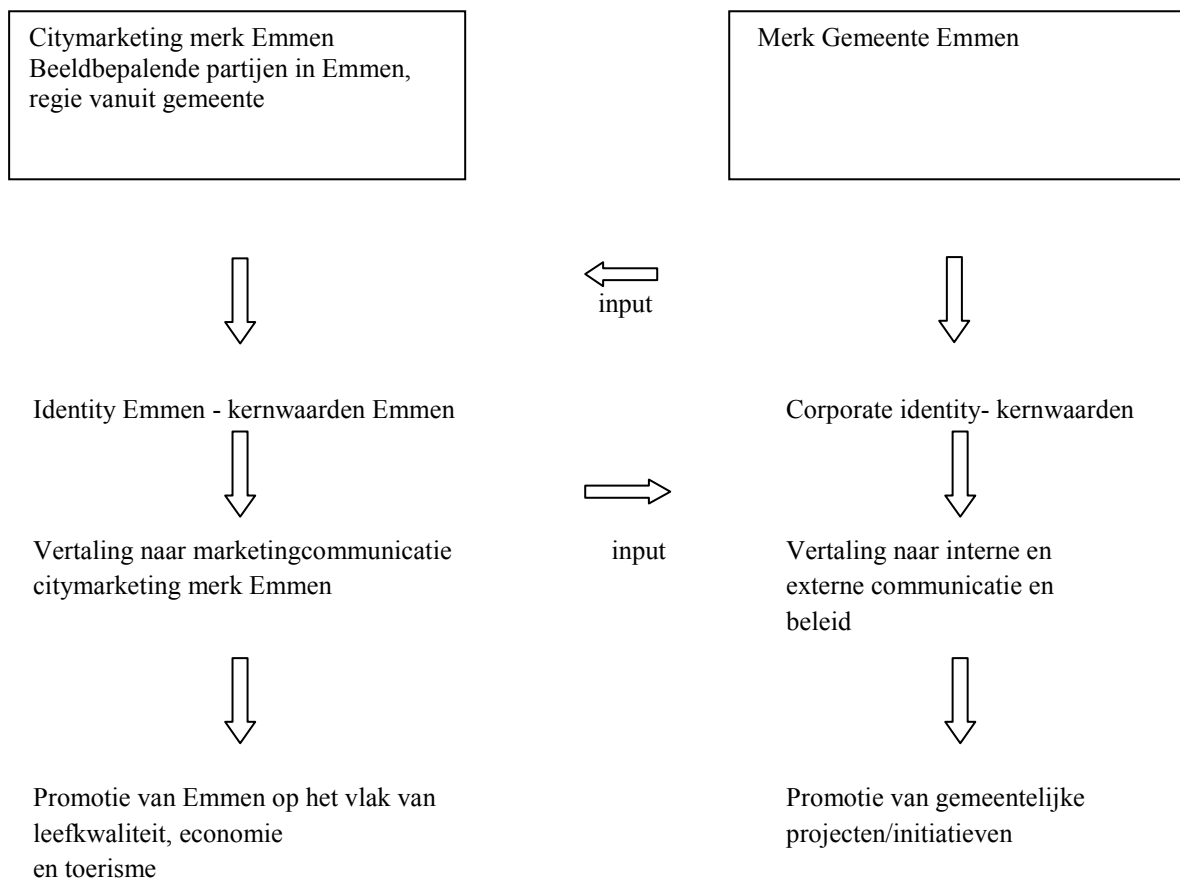 Citymarketing merk Emmen
Beeldbepalende partijen in Emmen,
regie vanuit gemeente
Merk Gemeente Emmen
input
Identity Emmen - kernwaarden Emmen
Corporate identity- kernwaarden
Vertaling naar marketingcommunicatie
citymarketing merk Emmen
input
Vertaling naar interne en
externe communicatie en
beleid
Promotie van Emmen op het vlak van
leefkwaliteit, economie
en toerisme
Promotie van gemeentelijke
projecten/initiatieven